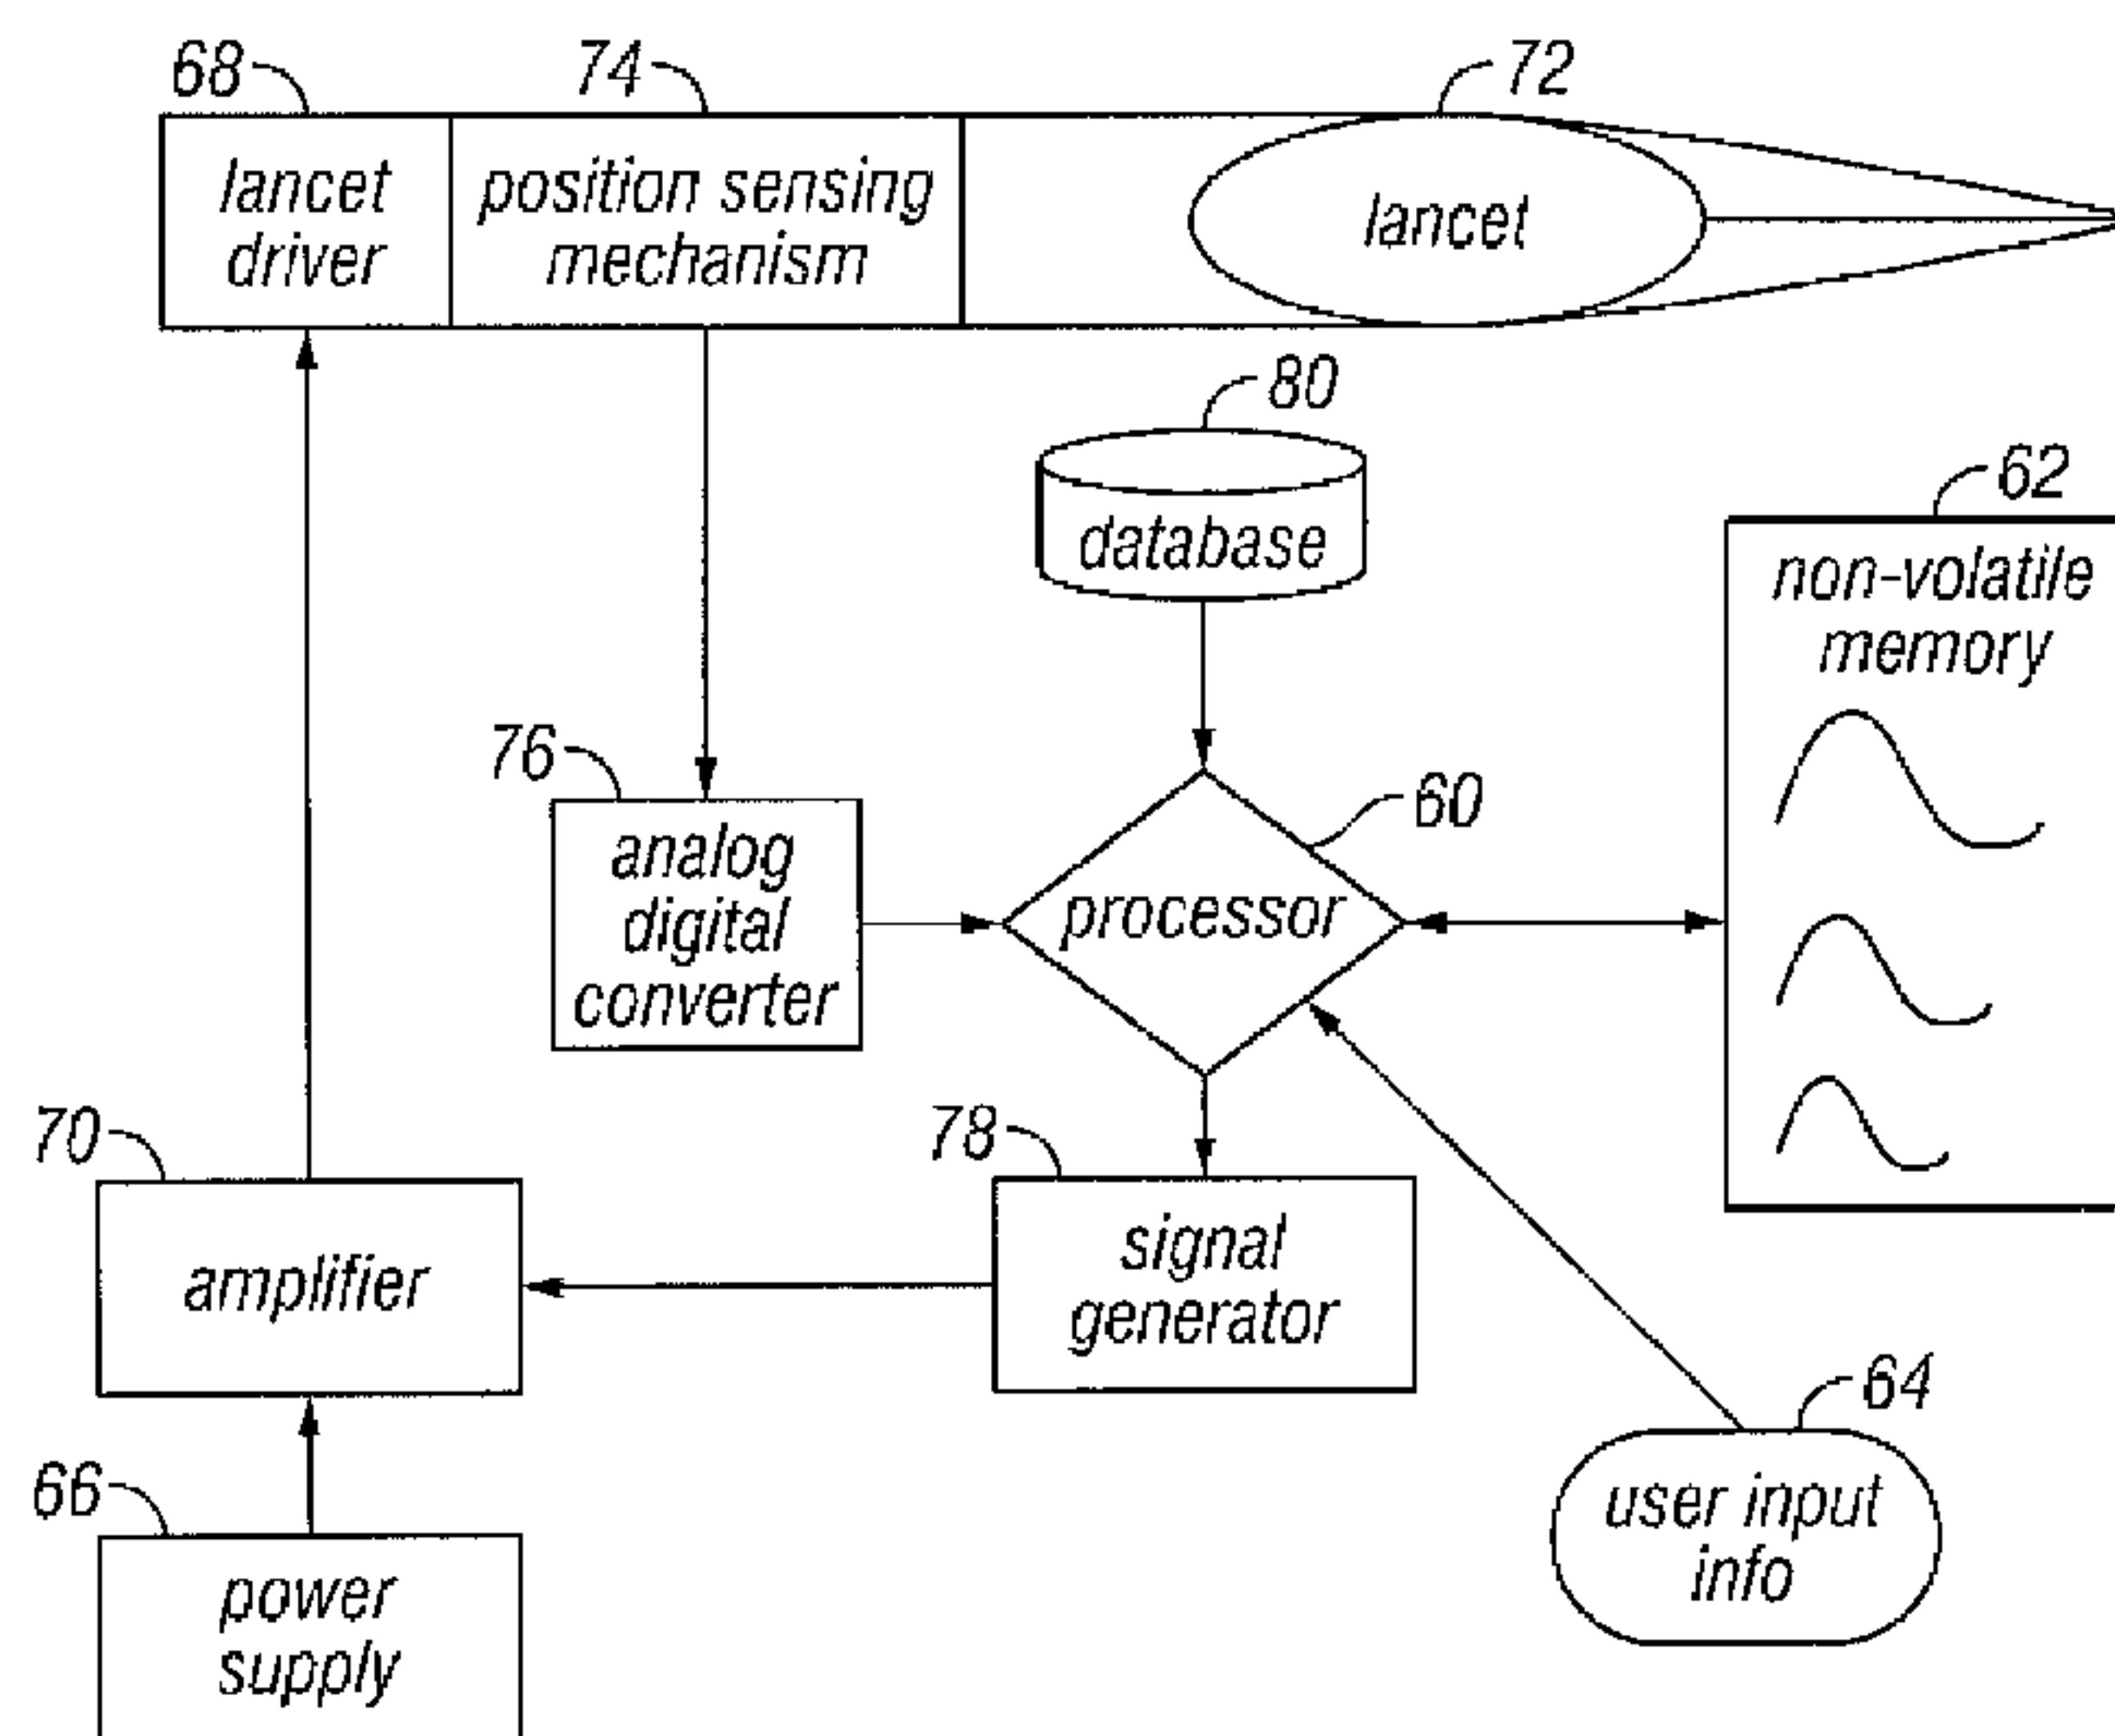 68
74
72
lancet
driver
position sensing
mechanism
lancet
80
database
62
non-volatile
memory
76
analog
digital
converter
60
processor
70
amplifier
78
signal
generator
64
user input
info
66
power
supply